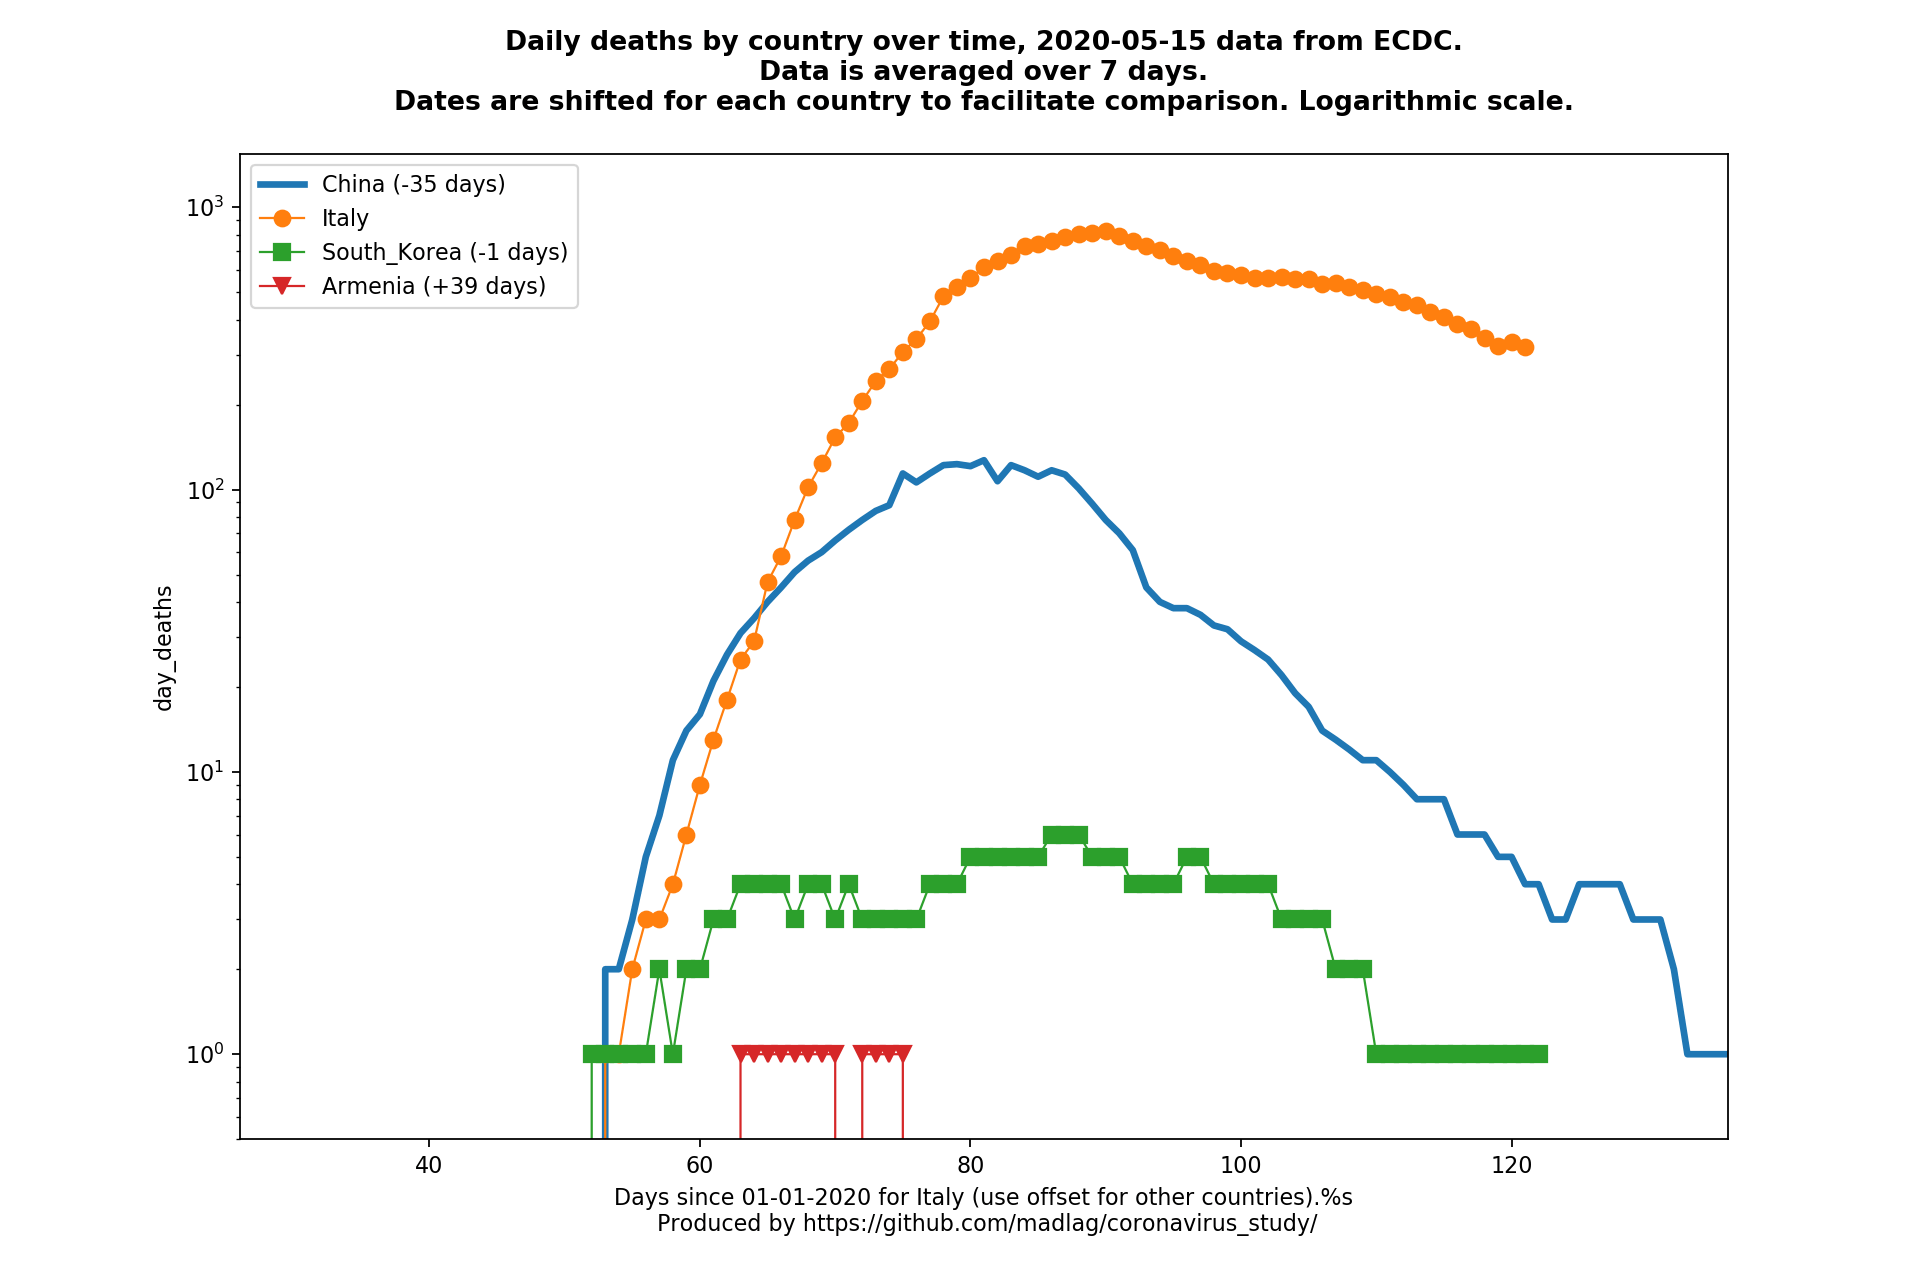 Daily deaths by country over time, 2020-05-15 data from ECDC.
Data is averaged over 7 days.
Dates are shifted for each country to facilitate comparison. Logarithmic scale.
China (-35 days)
Italy
South_Korea (-1 days)
Armenia (+39 days)
10³
10²
10¹
10⁰
day_deaths
40 60 80 100 120
Days since 01-01-2020 for Italy (use offset for other countries).%s
Produced by https://github.com/madlag/coronavirus_study/